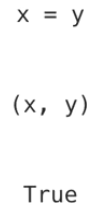 x = y
(x, y)
True